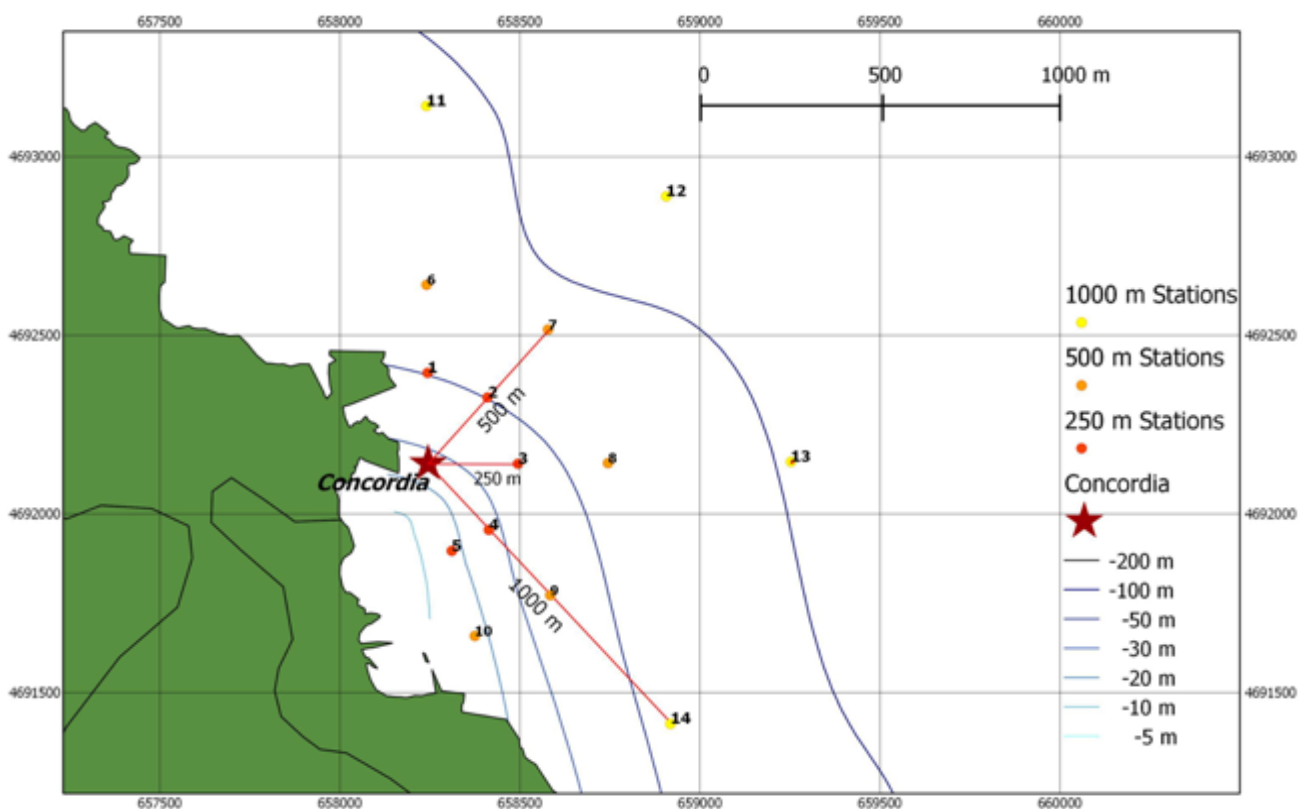 657500 658000 658500 659000 659500 660000
0 500 1000 m
11
4693000 4693000
12
6
1000 m Stations
7
4692500 4692500
500 m Stations
1
2
500 m
250 m Stations
3 8 13
250 m
Concordia
Concordia
4692000 4692000
4
5
-200 m
9
1000 m
-100 m
-50 m
10
-30 m
-20 m
4691500 4691500
-10 m
14
-5 m
657500 658000 658500 659000 659500 660000